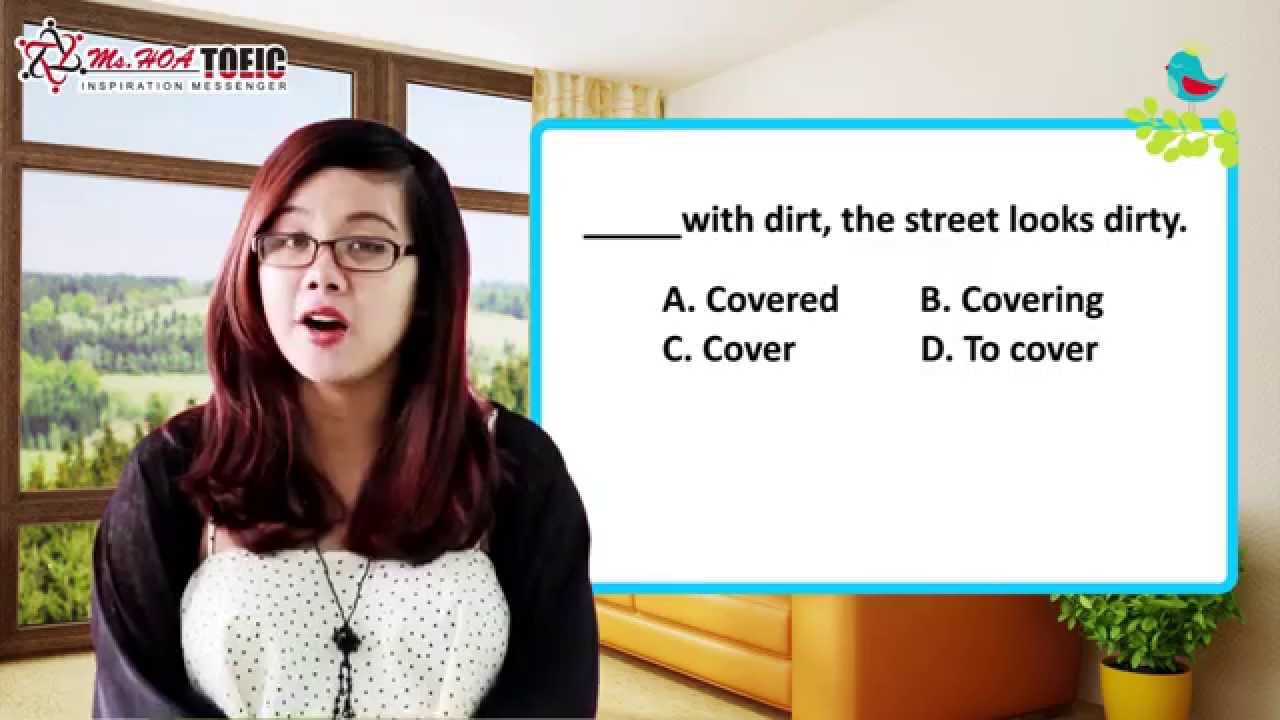 Ms.HOA TOEIC
INSPIRATION MESSENGER
_____with dirt, the street looks dirty.
A. Covered B. Covering
C. Cover D. To cover